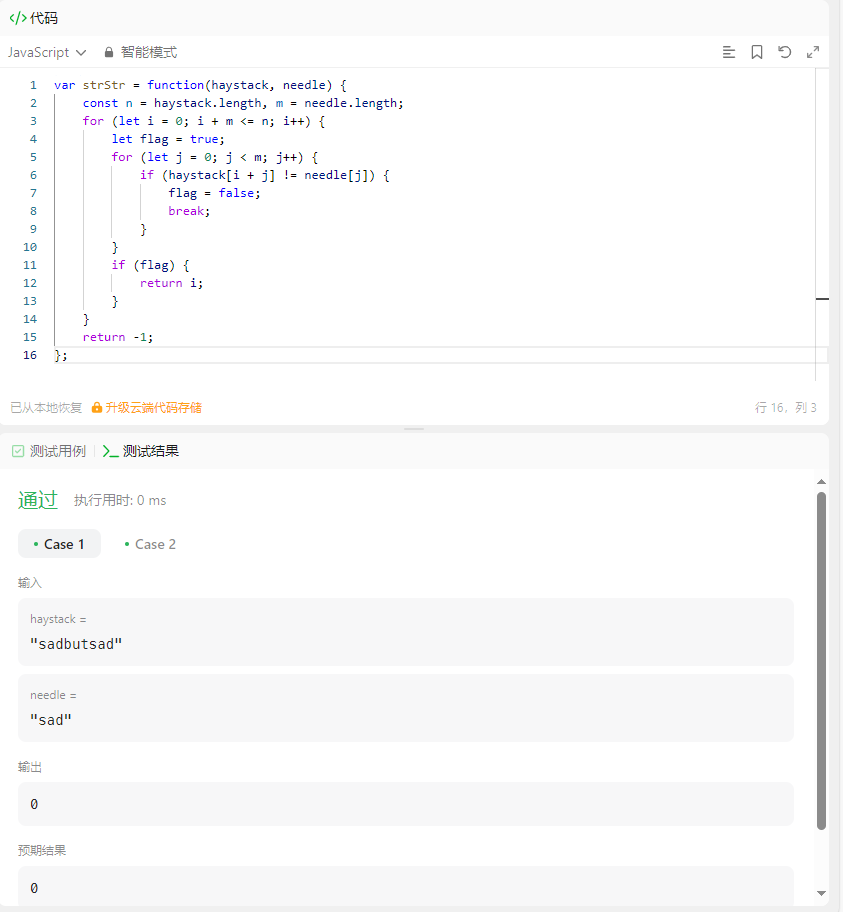 </> 代码
JavaScript 智能模式
1 var strStr = function(haystack, needle) {
2     const n = haystack.length, m = needle.length;
3     for (let i = 0; i + m <= n; i++) {
4         let flag = true;
5         for (let j = 0; j < m; j++) {
6             if (haystack[i + j] != needle[j]) {
7                 flag = false;
8                 break;
9             }
10         }
11         if (flag) {
12             return i;
13         }
14     }
15     return -1;
16 };
已从本地恢复 升级云端代码存储 行 16, 列 3
测试用例 >_ 测试结果
通过 执行用时: 0 ms
• Case 1 • Case 2
输入
haystack =
"sadbutsad"
needle =
"sad"
输出
0
预期结果
0